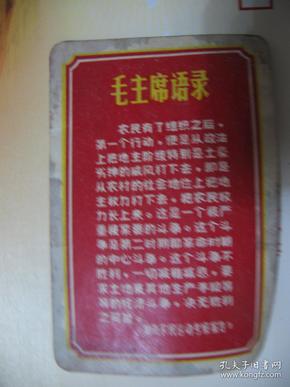 毛主席语录
农民有了组织之后，
第一个行动，便是从政治
上把地主阶级特别是土豪
劣绅的威风打下去，即是
从农村的社会地位上把地
主权力打下去，把农民权
力长上来。这是一个极严
重极紧要的斗争。这个斗
争是第二时期即革命时期
的中心斗争。这个斗争不
胜利，一切减租减息，要
求土地及其他生产手段等
等的经济斗争，决无胜利
之可能。
《湖南农民运动考察报告》
孔夫子旧书网